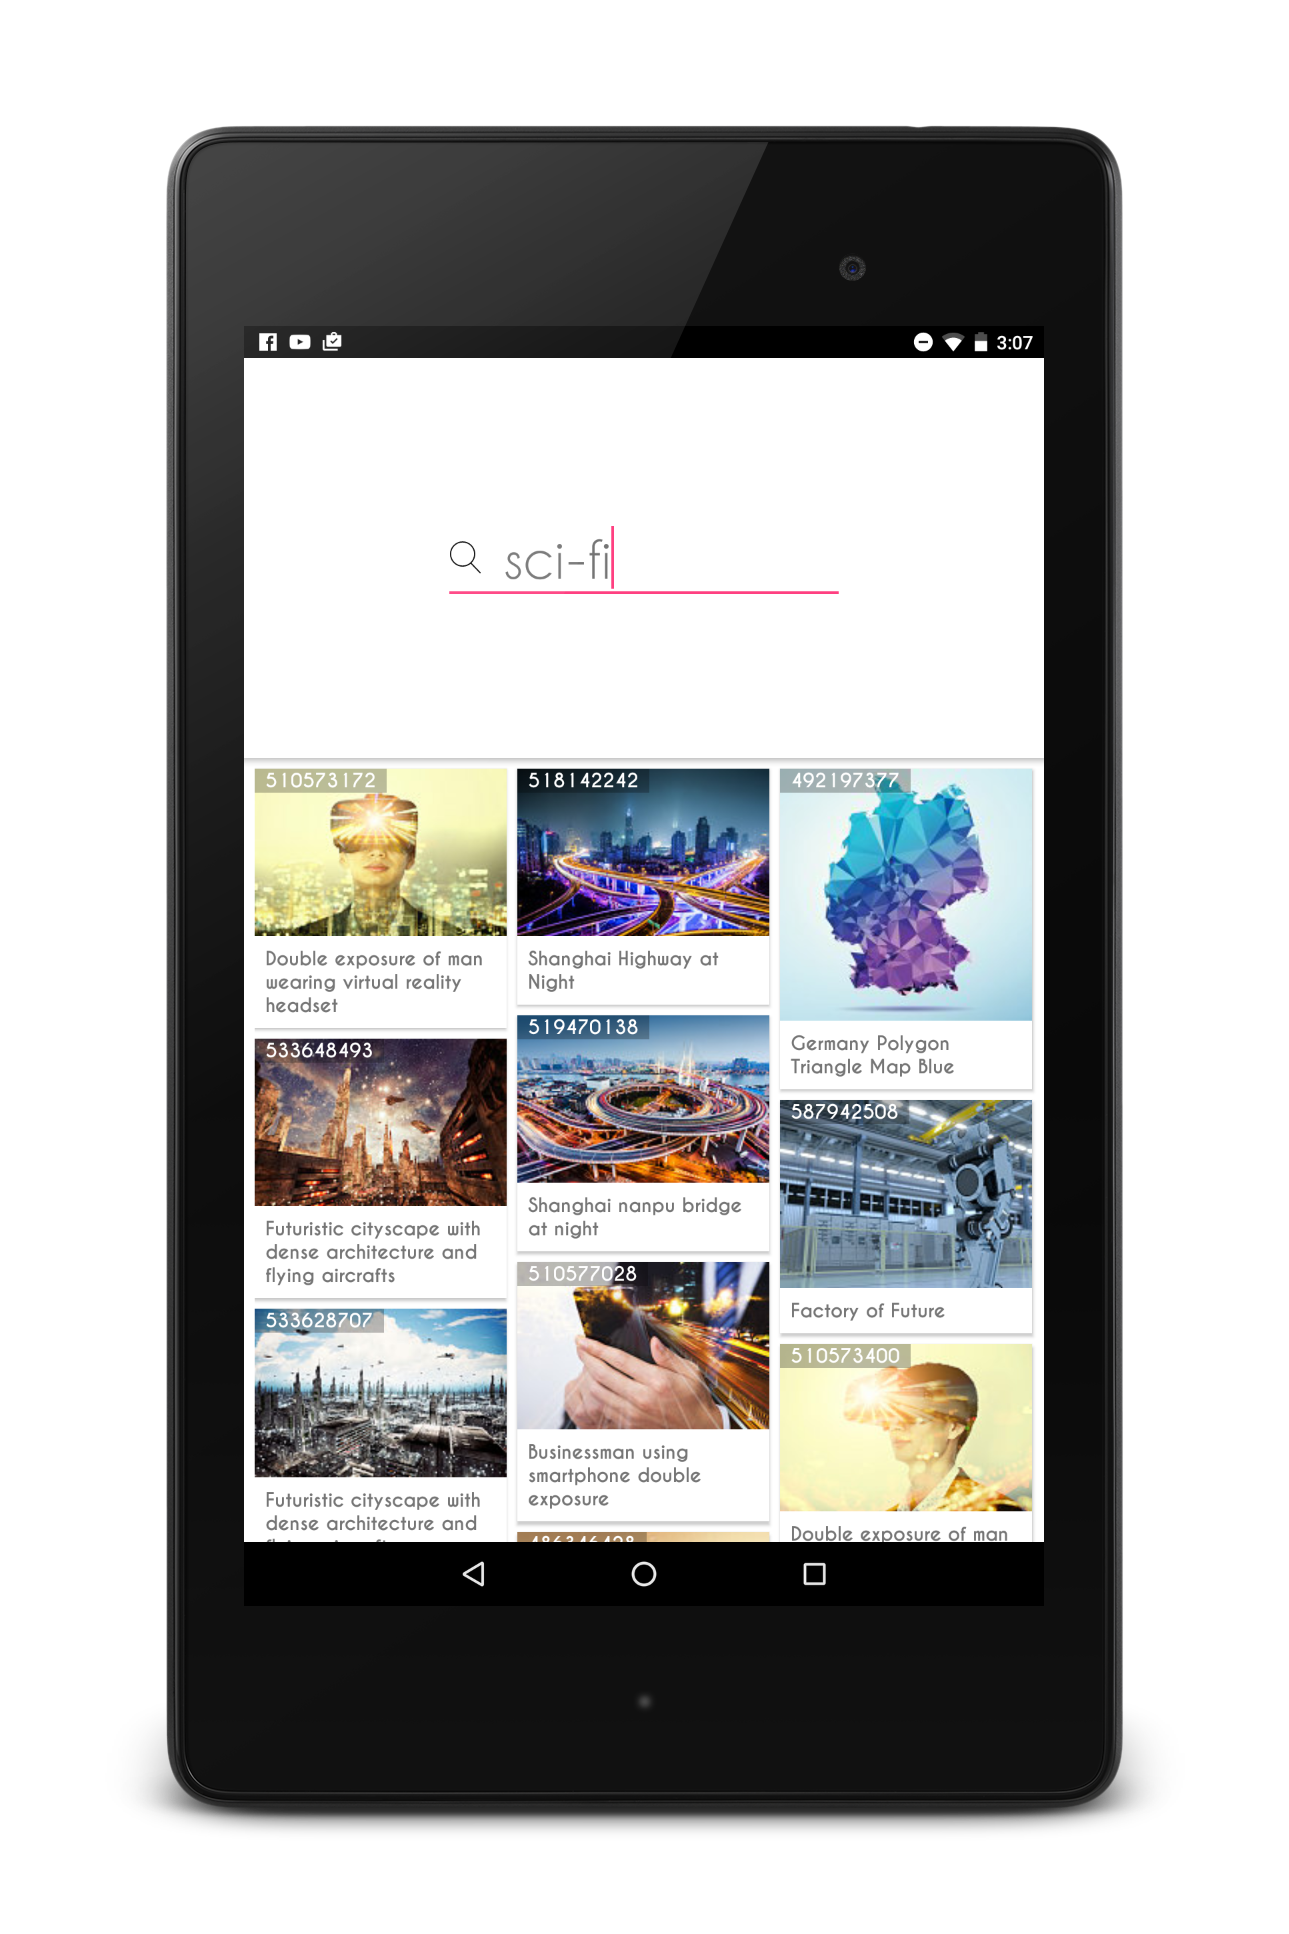 3:07
sci-fi
510573172
Double exposure of man
wearing virtual reality
headset
533648493
Futuristic cityscape with
dense architecture and
flying aircrafts
533628707
Futuristic cityscape with
dense architecture and
518142242
Shanghai Highway at
Night
519470138
Shanghai nanpu bridge
at night
510577028
Businessman using
smartphone double
exposure
486346428
492197377
Germany Polygon
Triangle Map Blue
587942508
Factory of Future
510573400
Double exposure of man